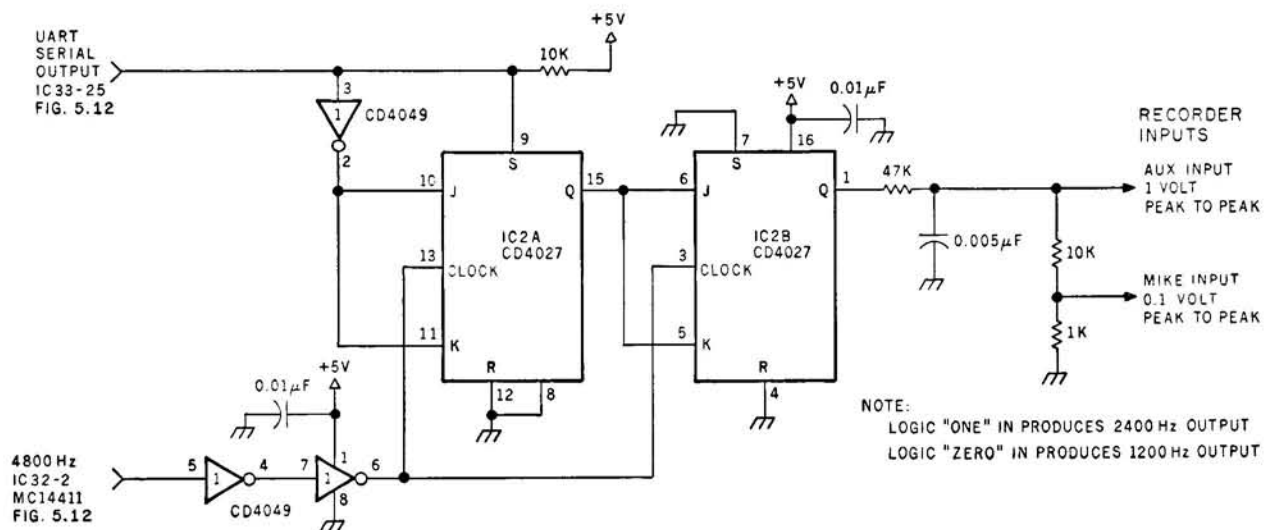 UART
SERIAL
OUTPUT
IC33-25
FIG. 5.12
3
1
CD4049
2
10K
+5V
9
S
10
J
Q
15
IC2A
CD4027
13
CLOCK
11
K
R
12
8
+5V
0.01µF
7
S
16
6
J
Q
1
IC2B
CD4027
3
CLOCK
5
K
R
4
47K
0.005µF
10K
1K
RECORDER
INPUTS
AUX INPUT
1 VOLT
PEAK TO PEAK
MIKE INPUT
0.1 VOLT
PEAK TO PEAK
+5V
0.01µF
4800 Hz
IC32-2
MC14411
FIG. 5.12
5
1
4
CD4049
7
1
1
6
8
NOTE:
LOGIC "ONE" IN PRODUCES 2400 Hz OUTPUT
LOGIC "ZERO" IN PRODUCES 1200 Hz OUTPUT